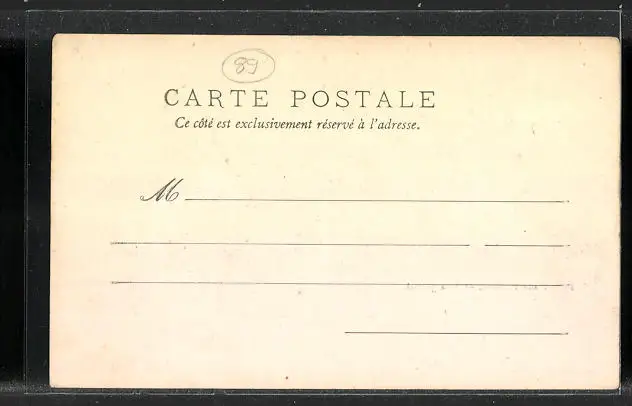 89
CARTE POSTALE
Ce côté est exclusivement réservé à l'adresse.
M